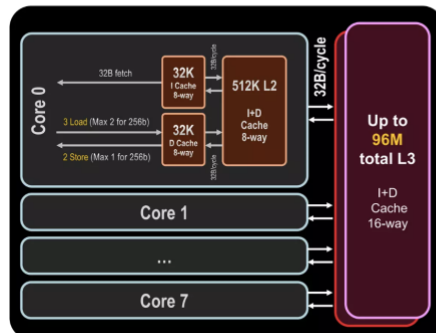 Core 0
32B fetch
32K
I Cache
8-way
32B/cycle
512K L2
I+D
Cache
8-way
3 Load (Max 2 for 256b)
2 Store (Max 1 for 256b)
32K
D Cache
8-way
32B/cycle
32B/cycle
Up to
96M
total L3
I+D
Cache
16-way
Core 1
...
Core 7